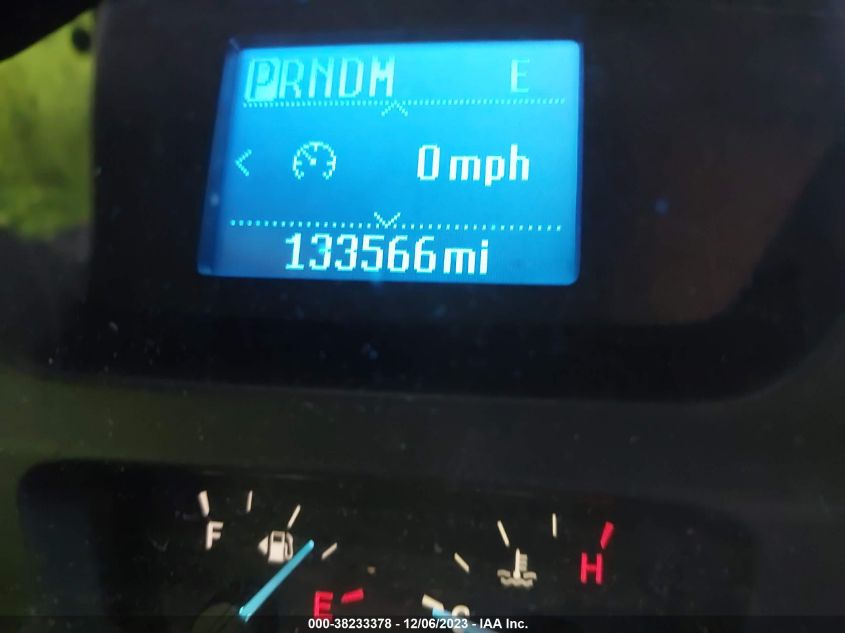 PRNDM E
0 mph
133566 mi
F
H
E
C
000-38233378 - 12/06/2023 - IAA Inc.